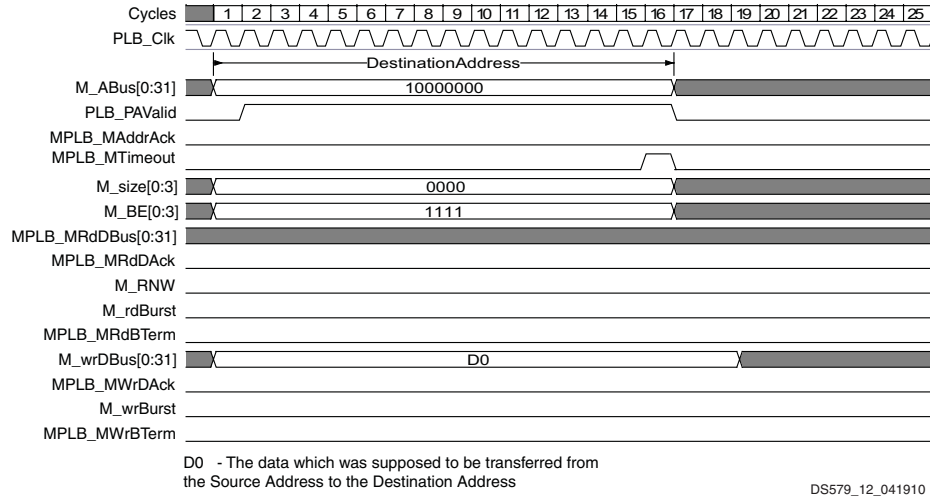 Cycles 1 2 3 4 5 6 7 8 9 10 11 12 13 14 15 16 17 18 19 20 21 22 23 24 25
PLB_Clk
DestinationAddress
M_ABus[0:31] 10000000
PLB_PAValid
MPLB_MAddrAck
MPLB_MTimeout
M_size[0:3] 0000
M_BE[0:3] 1111
MPLB_MRdDBus[0:31]
MPLB_MRdDAck
M_RNW
M_rdBurst
MPLB_MRdBTerm
M_wrDBus[0:31] D0
MPLB_MWrDAck
M_wrBurst
MPLB_MWrBTerm
D0 - The data which was supposed to be transferred from
the Source Address to the Destination Address
DS579_12_041910